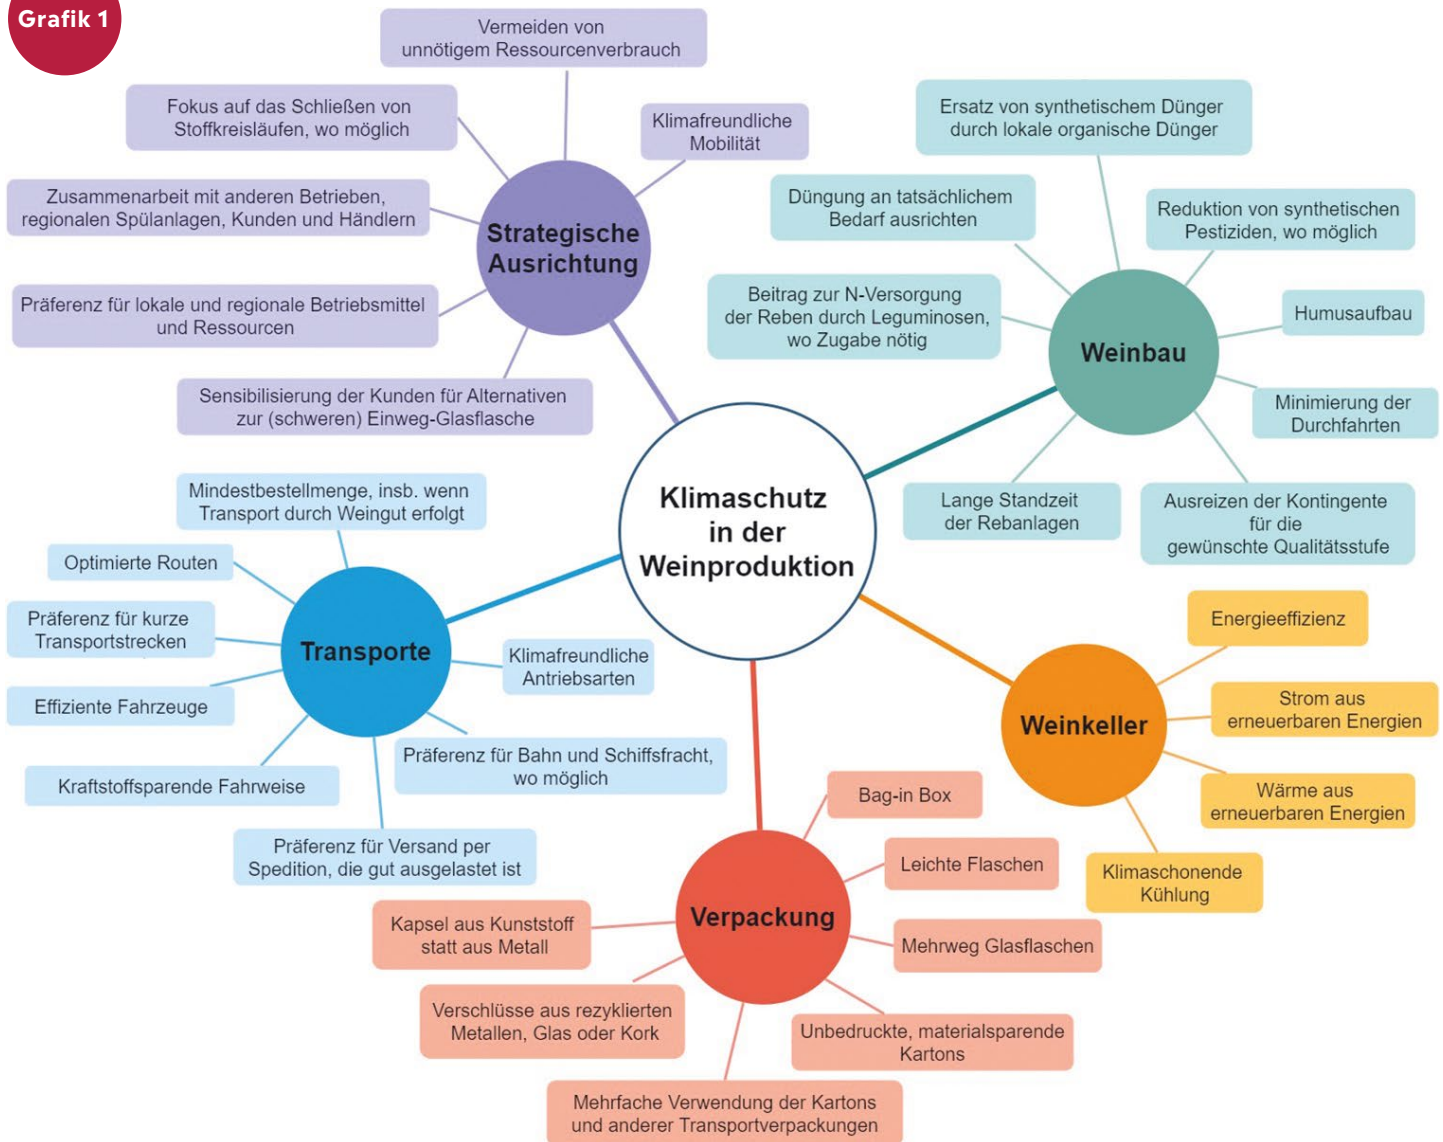 Grafik 1
Vermeiden von
unnötigem Ressourcenverbrauch
Fokus auf das Schließen von
Stoffkreisläufen, wo möglich
Klimafreundliche
Mobilität
Zusammenarbeit mit anderen Betrieben,
regionalen Spülanlagen, Kunden und Händlern
Strategische
Ausrichtung
Präferenz für lokale und regionale Betriebsmittel
und Ressourcen
Sensibilisierung der Kunden für Alternativen
zur (schweren) Einweg-Glasflasche
Ersatz von synthetischem Dünger
durch lokale organische Dünger
Düngung an tatsächlichem
Bedarf ausrichten
Reduktion von synthetischen
Pestiziden, wo möglich
Beitrag zur N-Versorgung
der Reben durch Leguminosen,
wo Zugabe nötig
Humusaufbau
Weinbau
Minimierung der
Durchfahrten
Lange Standzeit
der Rebanlagen
Ausreizen der Kontingente
für die
gewünschte Qualitätsstufe
Klimaschutz
in der
Weinproduktion
Mindestbestellmenge, insb. wenn
Transport durch Weingut erfolgt
Optimierte Routen
Präferenz für kurze
Transportstrecken
Transporte
Klimafreundliche
Antriebsarten
Effiziente Fahrzeuge
Präferenz für Bahn und Schiffsfracht,
wo möglich
Kraftstoffsparende Fahrweise
Präferenz für Versand per
Spedition, die gut ausgelastet ist
Energieeffizienz
Weinkeller
Strom aus
erneuerbaren Energien
Wärme aus
erneuerbaren Energien
Klimaschonende
Kühlung
Bag-in Box
Leichte Flaschen
Verpackung
Kapsel aus Kunststoff
statt aus Metall
Mehrweg Glasflaschen
Verschlüsse aus rezyklierten
Metallen, Glas oder Kork
Unbedruckte, materialsparende
Kartons
Mehrfache Verwendung der Kartons
und anderer Transportverpackungen